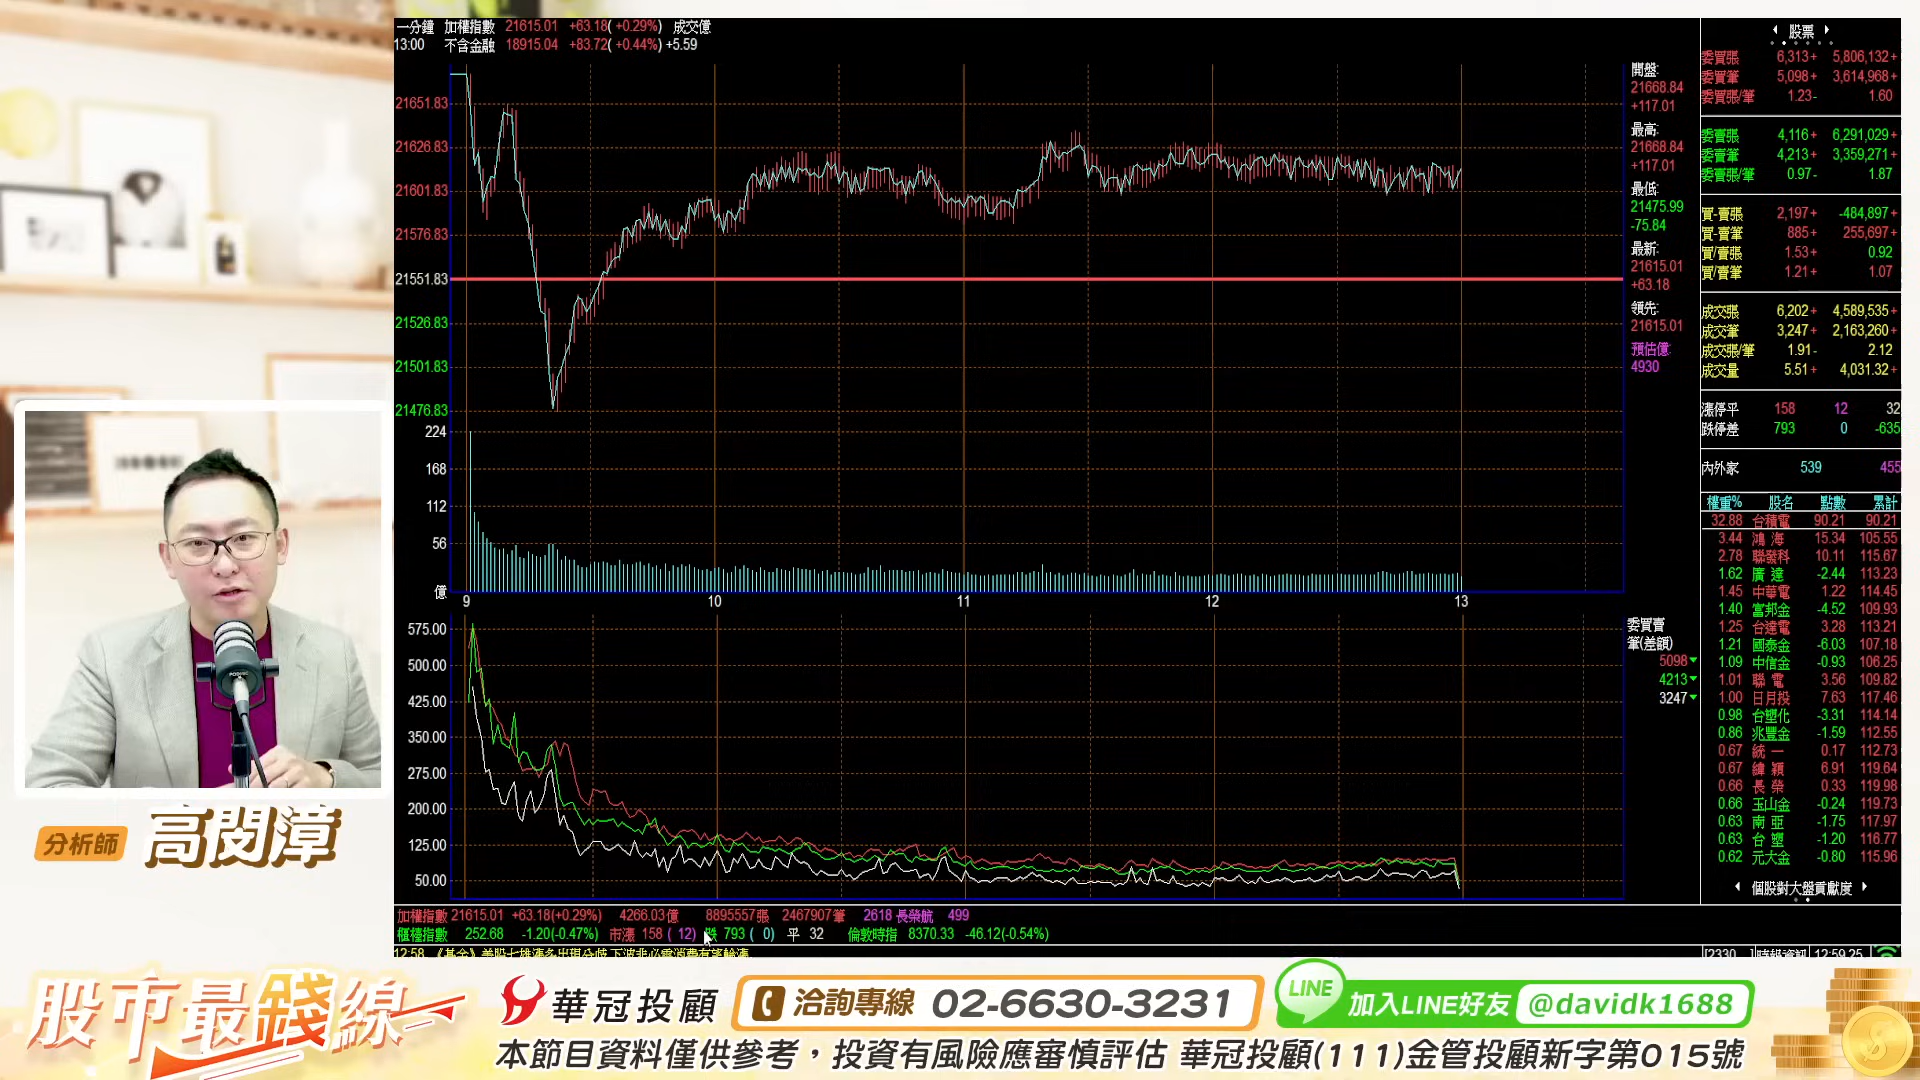 一分鐘 加權指數 21615.01 +63.18( +0.29%) 成交億
13:00 不含金融 18915.04 +83.72( +0.44%) +5.59
21651.83
21626.83
21601.83
21576.83
21551.83
21526.83
21501.83
21476.83
224
168
112
56
億
9 10 11 12 13
575.00
500.00
425.00
350.00
275.00
200.00
125.00
50.00
開盤:
21668.84
+117.01
最高:
21668.84
+117.01
最低:
21475.99
-75.84
最新:
21615.01
+63.18
領先:
21615.01
預估億:
4930
委買賣
筆(差額)
5098
4213
3247
股票
委買張 6,313+ 5,806,132+
委買筆 5,098+ 3,614,968+
委買張/筆 1.23- 1.60
委賣張 4,116+ 6,291,029+
委賣筆 4,213+ 3,359,271+
委賣張/筆 0.97- 1.87
買-賣張 2,197+ -484,897+
買-賣筆 885+ 255,697+
買/賣張 1.53+ 0.92
買/賣筆 1.21+ 1.07
成交張 6,202+ 4,589,535+
成交筆 3,247+ 2,163,260+
成交張/筆 1.91- 2.12
成交量 5.51+ 4,031.32+
漲停平 158 12 32
跌停差 793 0 -635
內外家 539 455
權重% 股名 點數 累計
32.88 台積電 90.21 90.21
3.44 鴻 海 15.34 105.55
2.78 聯發科 10.11 115.67
1.62 廣 達 -2.44 113.23
1.45 中華電 1.22 114.45
1.40 富邦金 -4.52 109.93
1.25 台達電 3.28 113.21
1.21 國泰金 -6.03 107.18
1.09 中信金 -0.93 106.25
1.01 聯 電 3.56 109.82
1.00 日月投 7.63 117.46
0.98 台塑化 -3.31 114.14
0.86 兆豐金 -1.59 112.55
0.67 統 一 0.17 112.73
0.67 緯 穎 6.91 119.64
0.66 長 榮 0.33 119.98
0.66 玉山金 -0.24 119.73
0.63 南 亞 -1.75 117.97
0.63 台 塑 -1.20 116.77
0.62 元大金 -0.80 115.96
個股對大盤貢獻度
加權指數 21615.01 +63.18(+0.29%) 4266.03億 8895557張 2467907筆 2618 長榮航 499
櫃檯指數 252.68 -1.20(-0.47%) 市漲 158 ( 12) 跌 793 ( 0) 平 32 倫敦時指 8370.33 -46.12(-0.54%)
12:58 12:59:25
分析師 高閔漳
股市最錢線
華冠投顧 洽詢專線 02-6630-3231 LINE 加入LINE好友 @davidk1688
本節目資料僅供參考，投資有風險應審慎評估 華冠投顧(111)金管投顧新字第015號